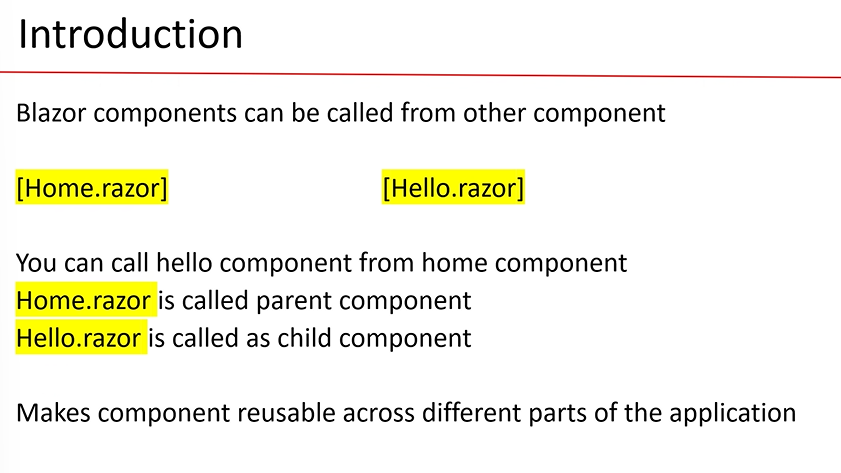 Introduction
Blazor components can be called from other component
[Home.razor] [Hello.razor]
You can call hello component from home component
Home.razor is called parent component
Hello.razor is called as child component
Makes component reusable across different parts of the application